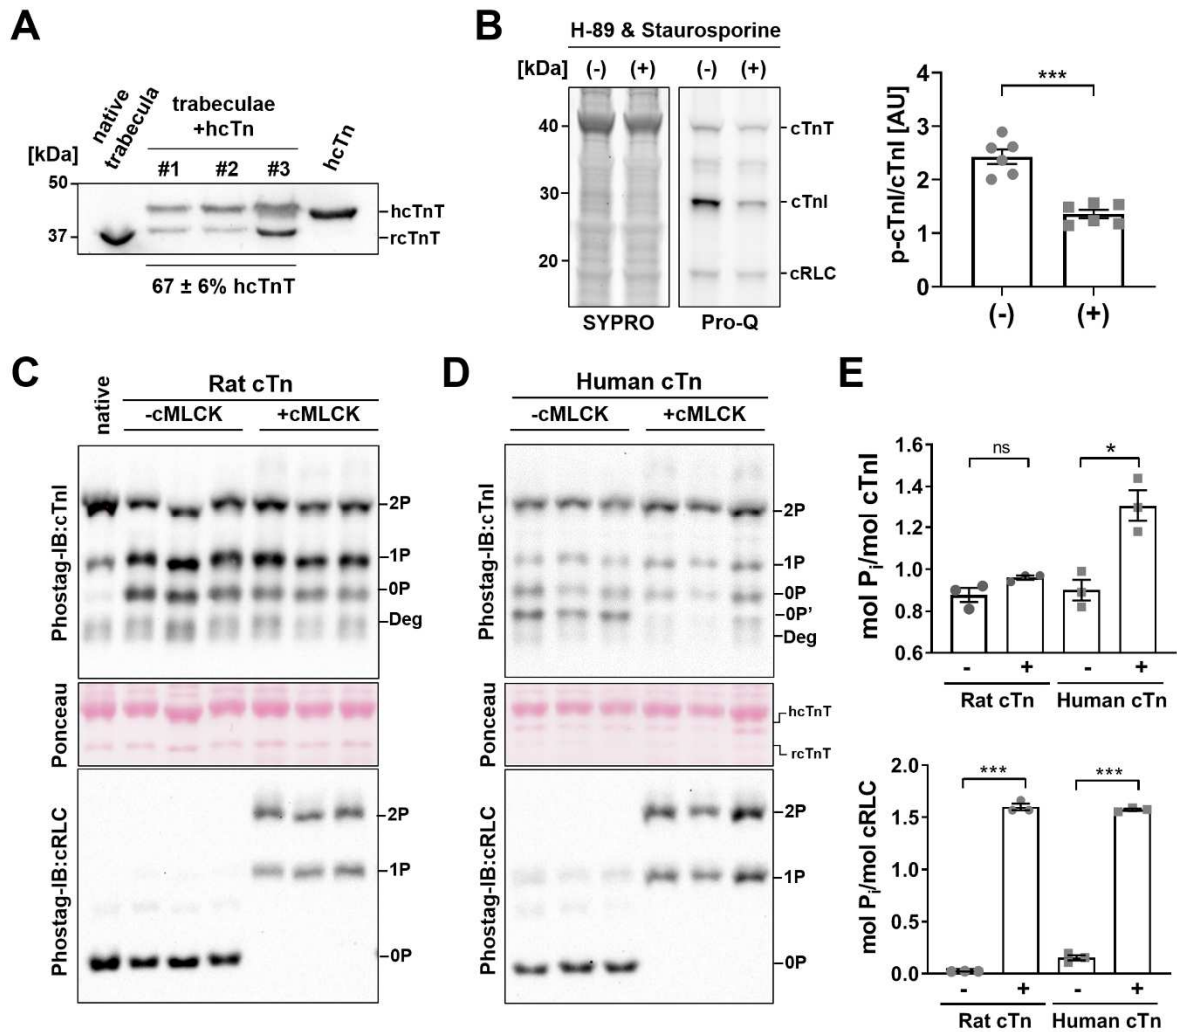 A
native
trabecula
trabeculae
+hcTn
hcTn
[kDa]
#1 #2 #3
50
37
hcTnT
rcTnT
67 ± 6% hcTnT
B
H-89 & Staurosporine
[kDa] (-) (+) (-) (+)
40
30
20
cTnT
cTnI
cRLC
SYPRO Pro-Q
p-cTnI/cTnI [AU]
4
3
2
1
0
***
(-) (+)
C
native
Rat cTn
-cMLCK +cMLCK
Phostag-IB:cTnI
2P
1P
0P
Deg
Ponceau
Phostag-IB:cRLC
2P
1P
0P
D
Human cTn
-cMLCK +cMLCK
Phostag-IB:cTnI
2P
1P
0P
0P'
Deg
Ponceau
hcTnT
rcTnT
Phostag-IB:cRLC
2P
1P
0P
E
mol Pi/mol cTnI
1.6
1.4
1.2
1.0
0.8
0.6
ns *
- + - +
Rat cTn Human cTn
mol Pi/mol cRLC
2.0
1.5
1.0
0.5
0.0
*** ***
- + - +
Rat cTn Human cTn